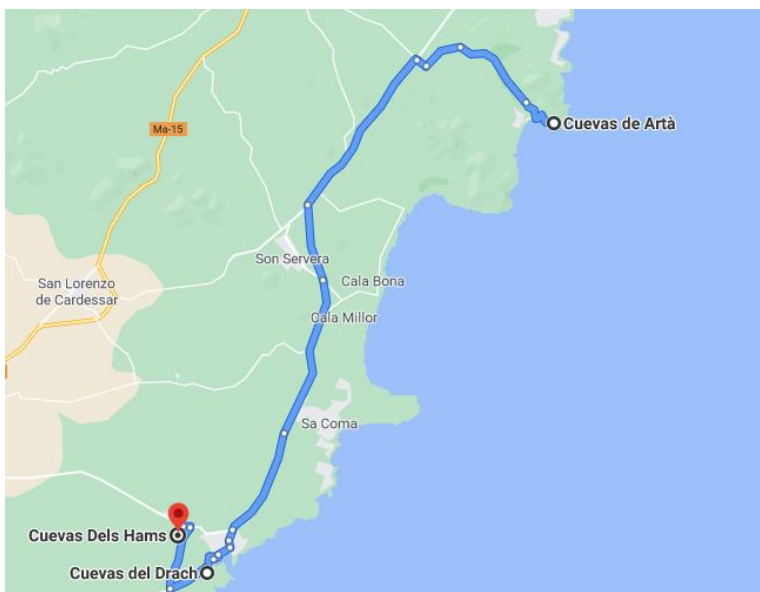 Cuevas de Artà
Ma-15
Son Servera
Cala Bona
San Lorenzo
de Cardessar
Cala Millor
Sa Coma
Cuevas Dels Hams
Cuevas del Drach